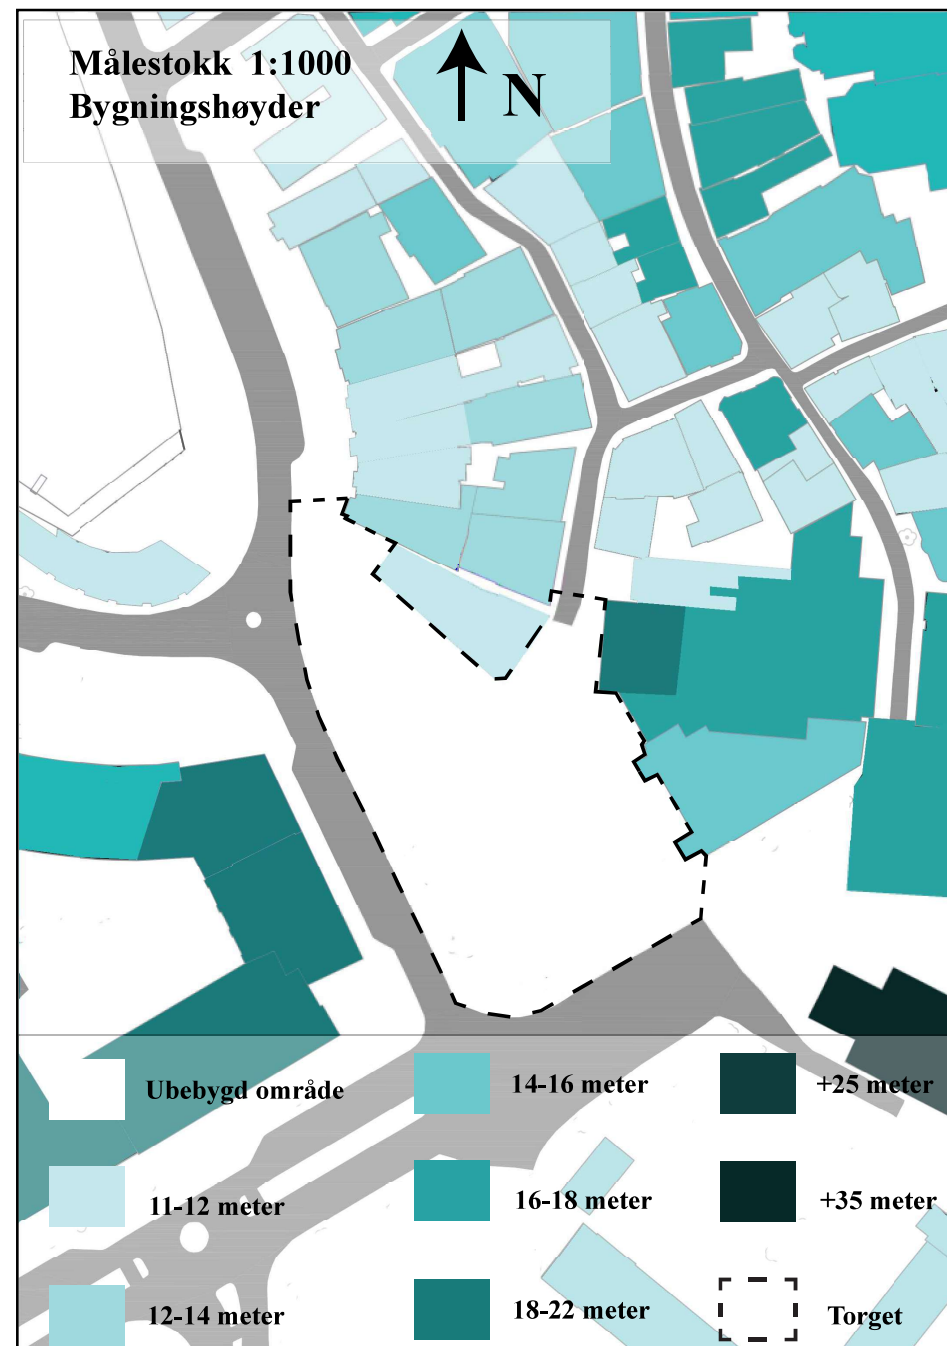 Målestokk 1:1000
Bygningshøyder
N
Ubebygd område
14-16 meter
+25 meter
11-12 meter
16-18 meter
+35 meter
12-14 meter
18-22 meter
Torget